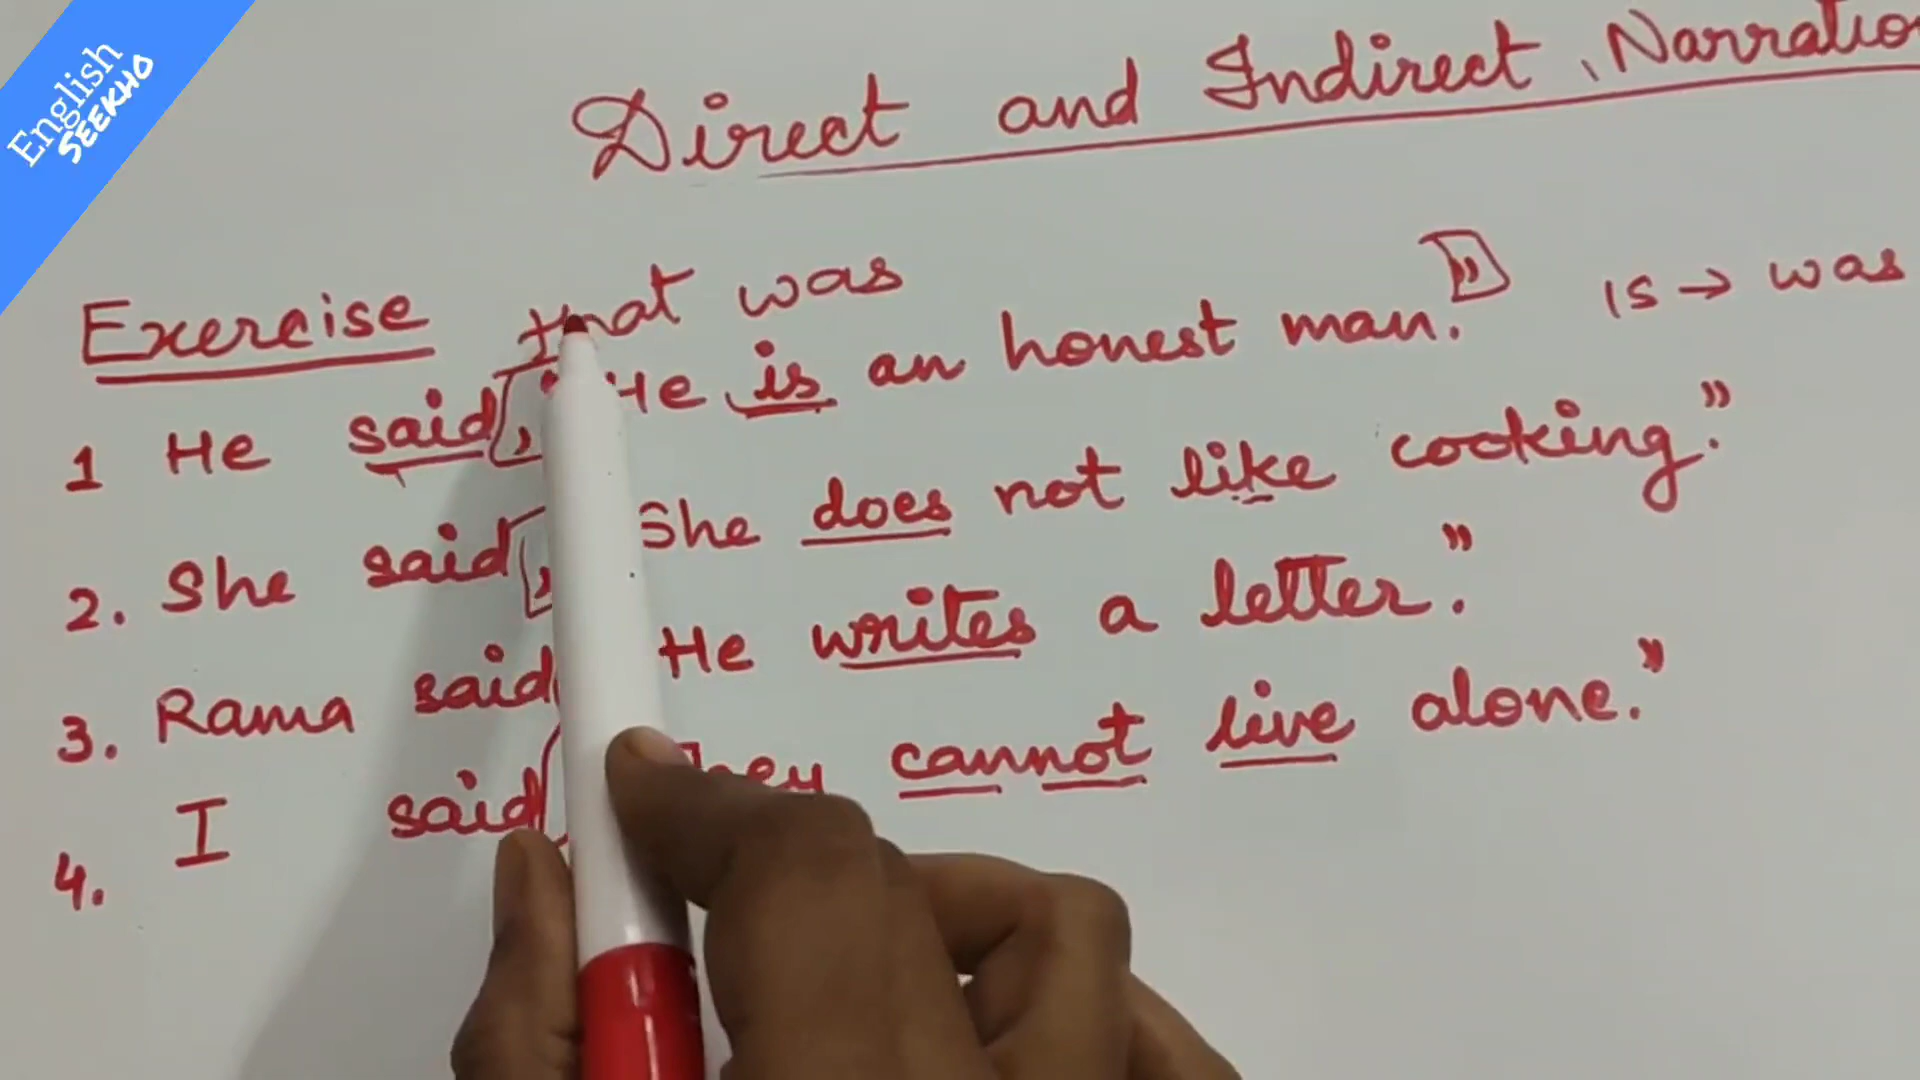 English
SEEKHO
Direct and Indirect Narration
Exercise that was
1 He said, "He is an honest man." is → was
2. She said, She does not like cooking."
3. Rama said He writes a letter."
4. I said They cannot live alone."